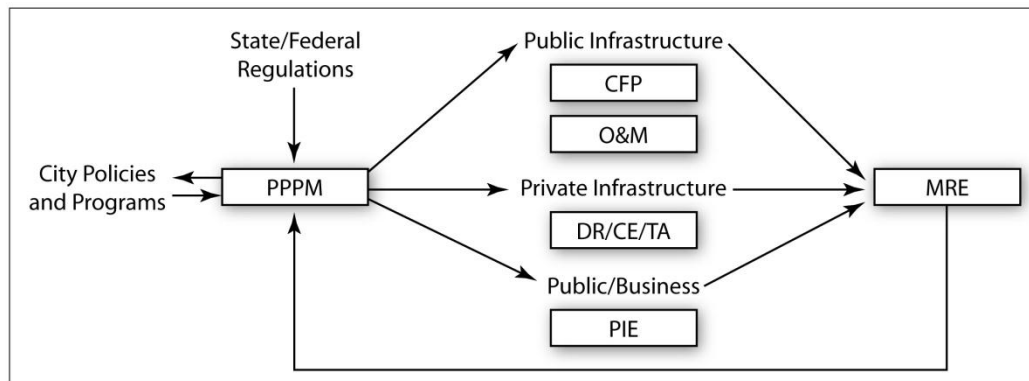 State/Federal
Regulations
Public Infrastructure
CFP
O&M
City Policies
and Programs
PPPM
Private Infrastructure
MRE
DR/CE/TA
Public/Business
PIE